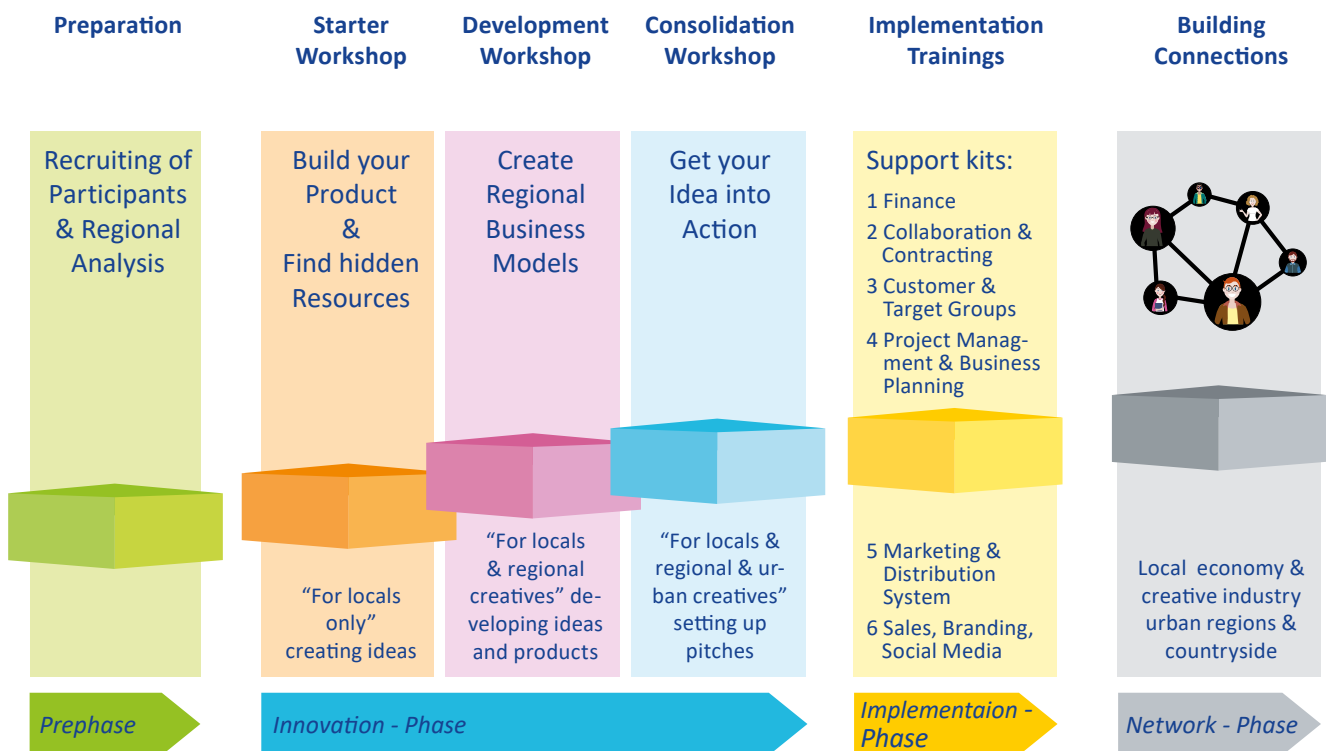 Preparation
Starter
Workshop
Development
Workshop
Consolidation
Workshop
Implementation
Trainings
Building
Connections
Recruiting of
Participants
& Regional
Analysis
Build your
Product
&
Find hidden
Resources
“For locals
only”
creating ideas
Create
Regional
Business
Models
“For locals
& regional
creatives” de-
veloping ideas
and products
Get your
Idea into
Action
“For locals &
regional & ur-
ban creatives”
setting up
pitches
Support kits:
1 Finance
2 Collaboration &
Contracting
3 Customer &
Target Groups
4 Project Manag-
ment & Business
Planning
5 Marketing &
Distribution
System
6 Sales, Branding,
Social Media
Local economy &
creative industry
urban regions &
countryside
Prephase
Innovation - Phase
Implementaion -
Phase
Network - Phase